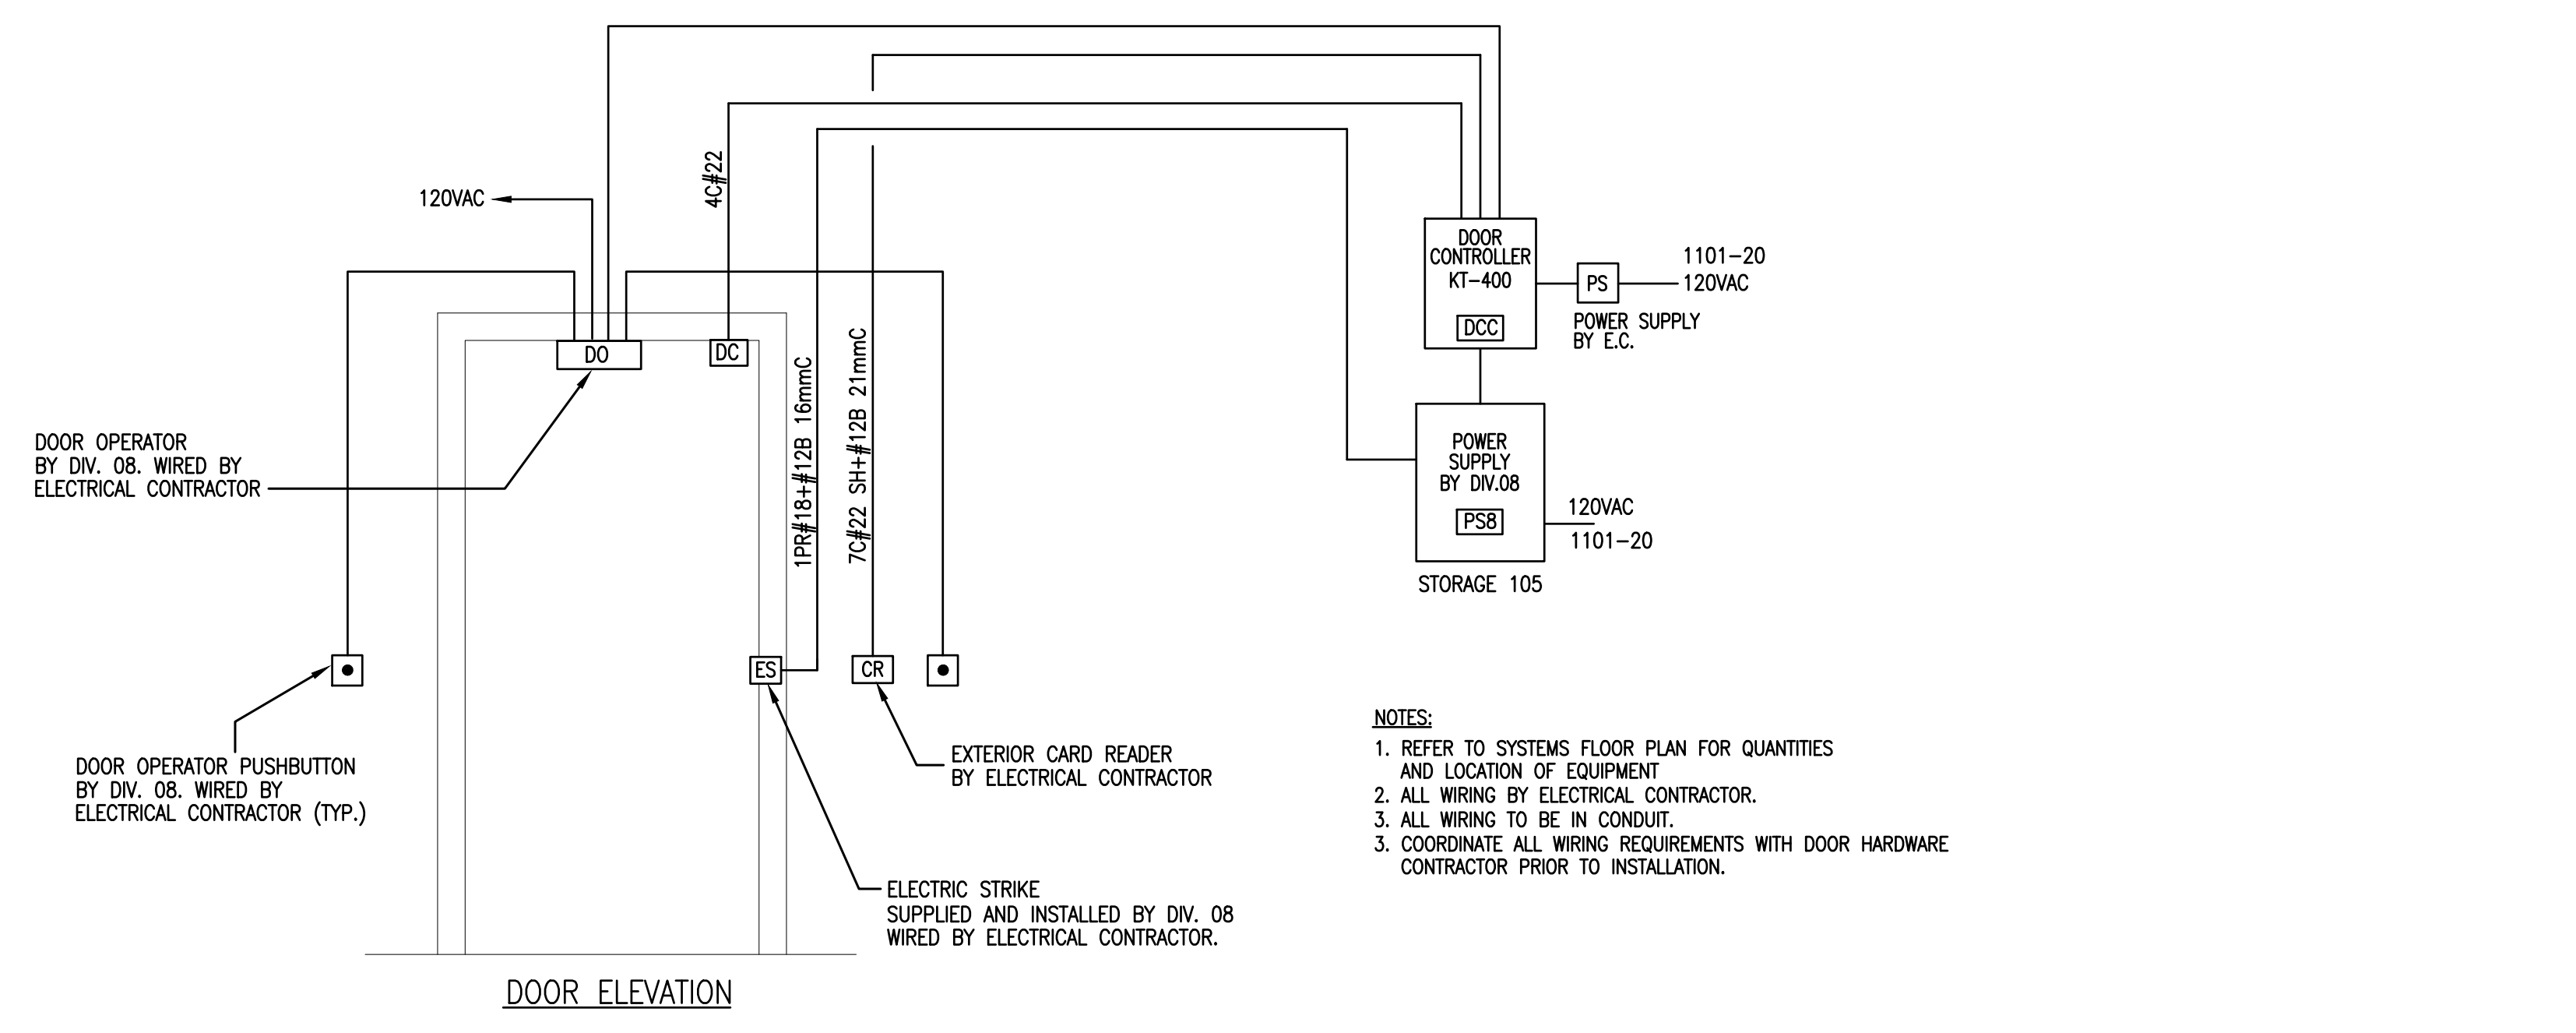 4C#22
120VAC
DOOR
CONTROLLER
KT-400
DCC
PS
1101-20
120VAC
POWER SUPPLY
BY E.C.
DO
DC
1PR#18+#12B 16mmC
7C#22 SH+#12B 21mmC
DOOR OPERATOR
BY DIV. 08. WIRED BY
ELECTRICAL CONTRACTOR
POWER
SUPPLY
BY DIV.08
PS8
120VAC
1101-20
STORAGE 105
ES
CR
DOOR OPERATOR PUSHBUTTON
BY DIV. 08. WIRED BY
ELECTRICAL CONTRACTOR (TYP.)
EXTERIOR CARD READER
BY ELECTRICAL CONTRACTOR
ELECTRIC STRIKE
SUPPLIED AND INSTALLED BY DIV. 08
WIRED BY ELECTRICAL CONTRACTOR.
NOTES:
1. REFER TO SYSTEMS FLOOR PLAN FOR QUANTITIES
AND LOCATION OF EQUIPMENT
2. ALL WIRING BY ELECTRICAL CONTRACTOR.
3. ALL WIRING TO BE IN CONDUIT.
3. COORDINATE ALL WIRING REQUIREMENTS WITH DOOR HARDWARE
CONTRACTOR PRIOR TO INSTALLATION.
DOOR ELEVATION